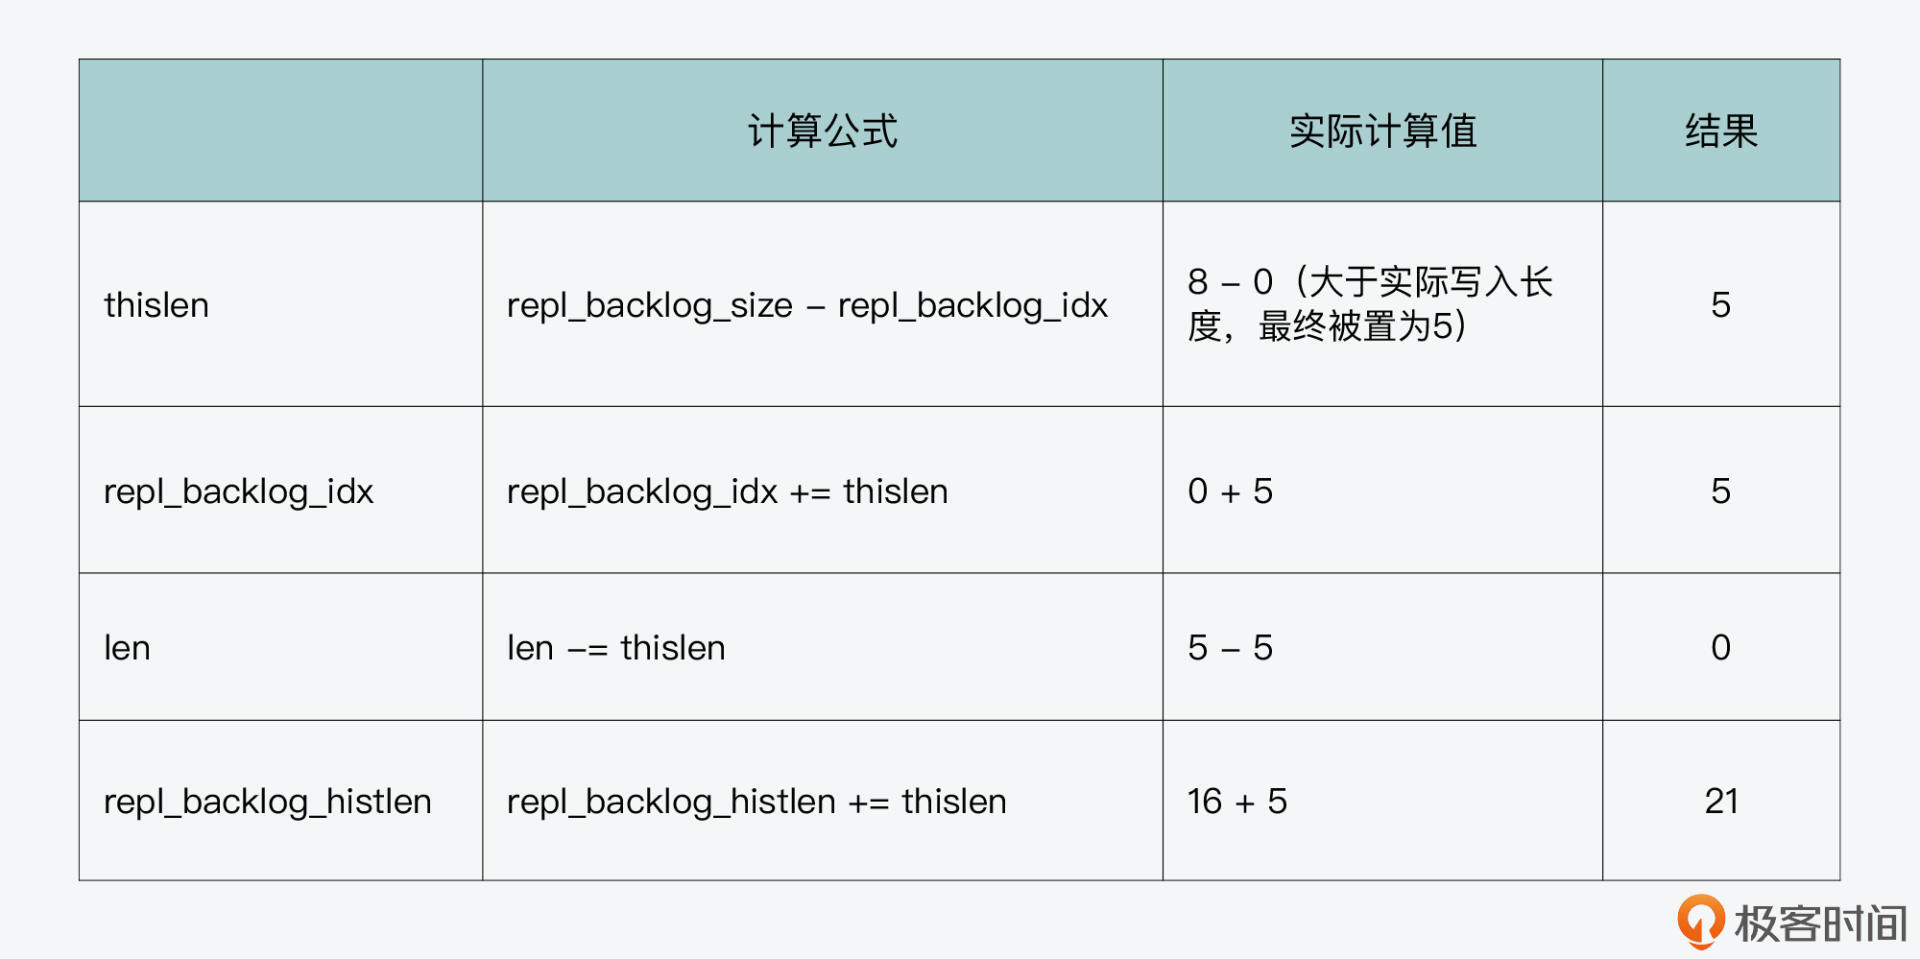 计算公式 实际计算值 结果
thislen repl_backlog_size – repl_backlog_idx 8 – 0（大于实际写入长
度，最终被置为5） 5
repl_backlog_idx repl_backlog_idx += thislen 0 + 5 5
len len –= thislen 5 – 5 0
repl_backlog_histlen repl_backlog_histlen += thislen 16 + 5 21
极客时间